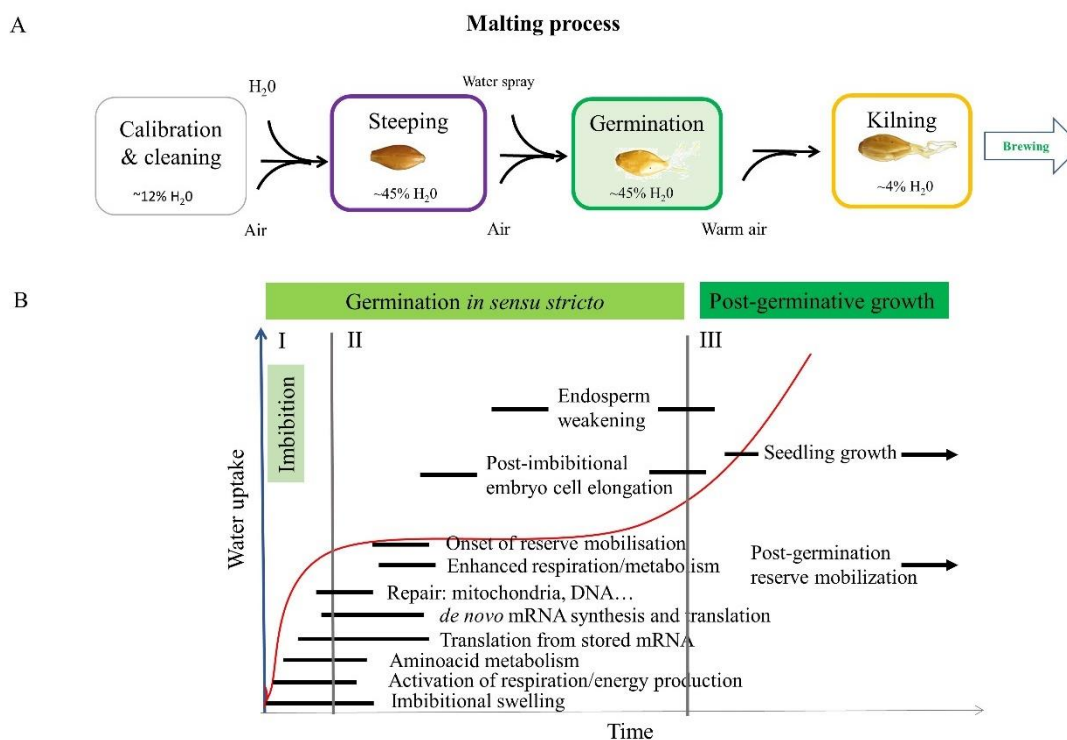 A
Malting process
Calibration
& cleaning
~12% H₂0
H₂0
Air
Steeping
~45% H₂0
Water spray
Air
Germination
~45% H₂0
Warm air
Kilning
~4% H₂0
Brewing
B
Germination in sensu stricto
Post-germinative growth
I
II
III
Imbibition
Water uptake
Endosperm
weakening
Post-imbibitional
embryo cell elongation
Seedling growth
Onset of reserve mobilisation
Enhanced respiration/metabolism
Post-germination
reserve mobilization
Repair: mitochondria, DNA…
de novo mRNA synthesis and translation
Translation from stored mRNA
Aminoacid metabolism
Activation of respiration/energy production
Imbibitional swelling
Time